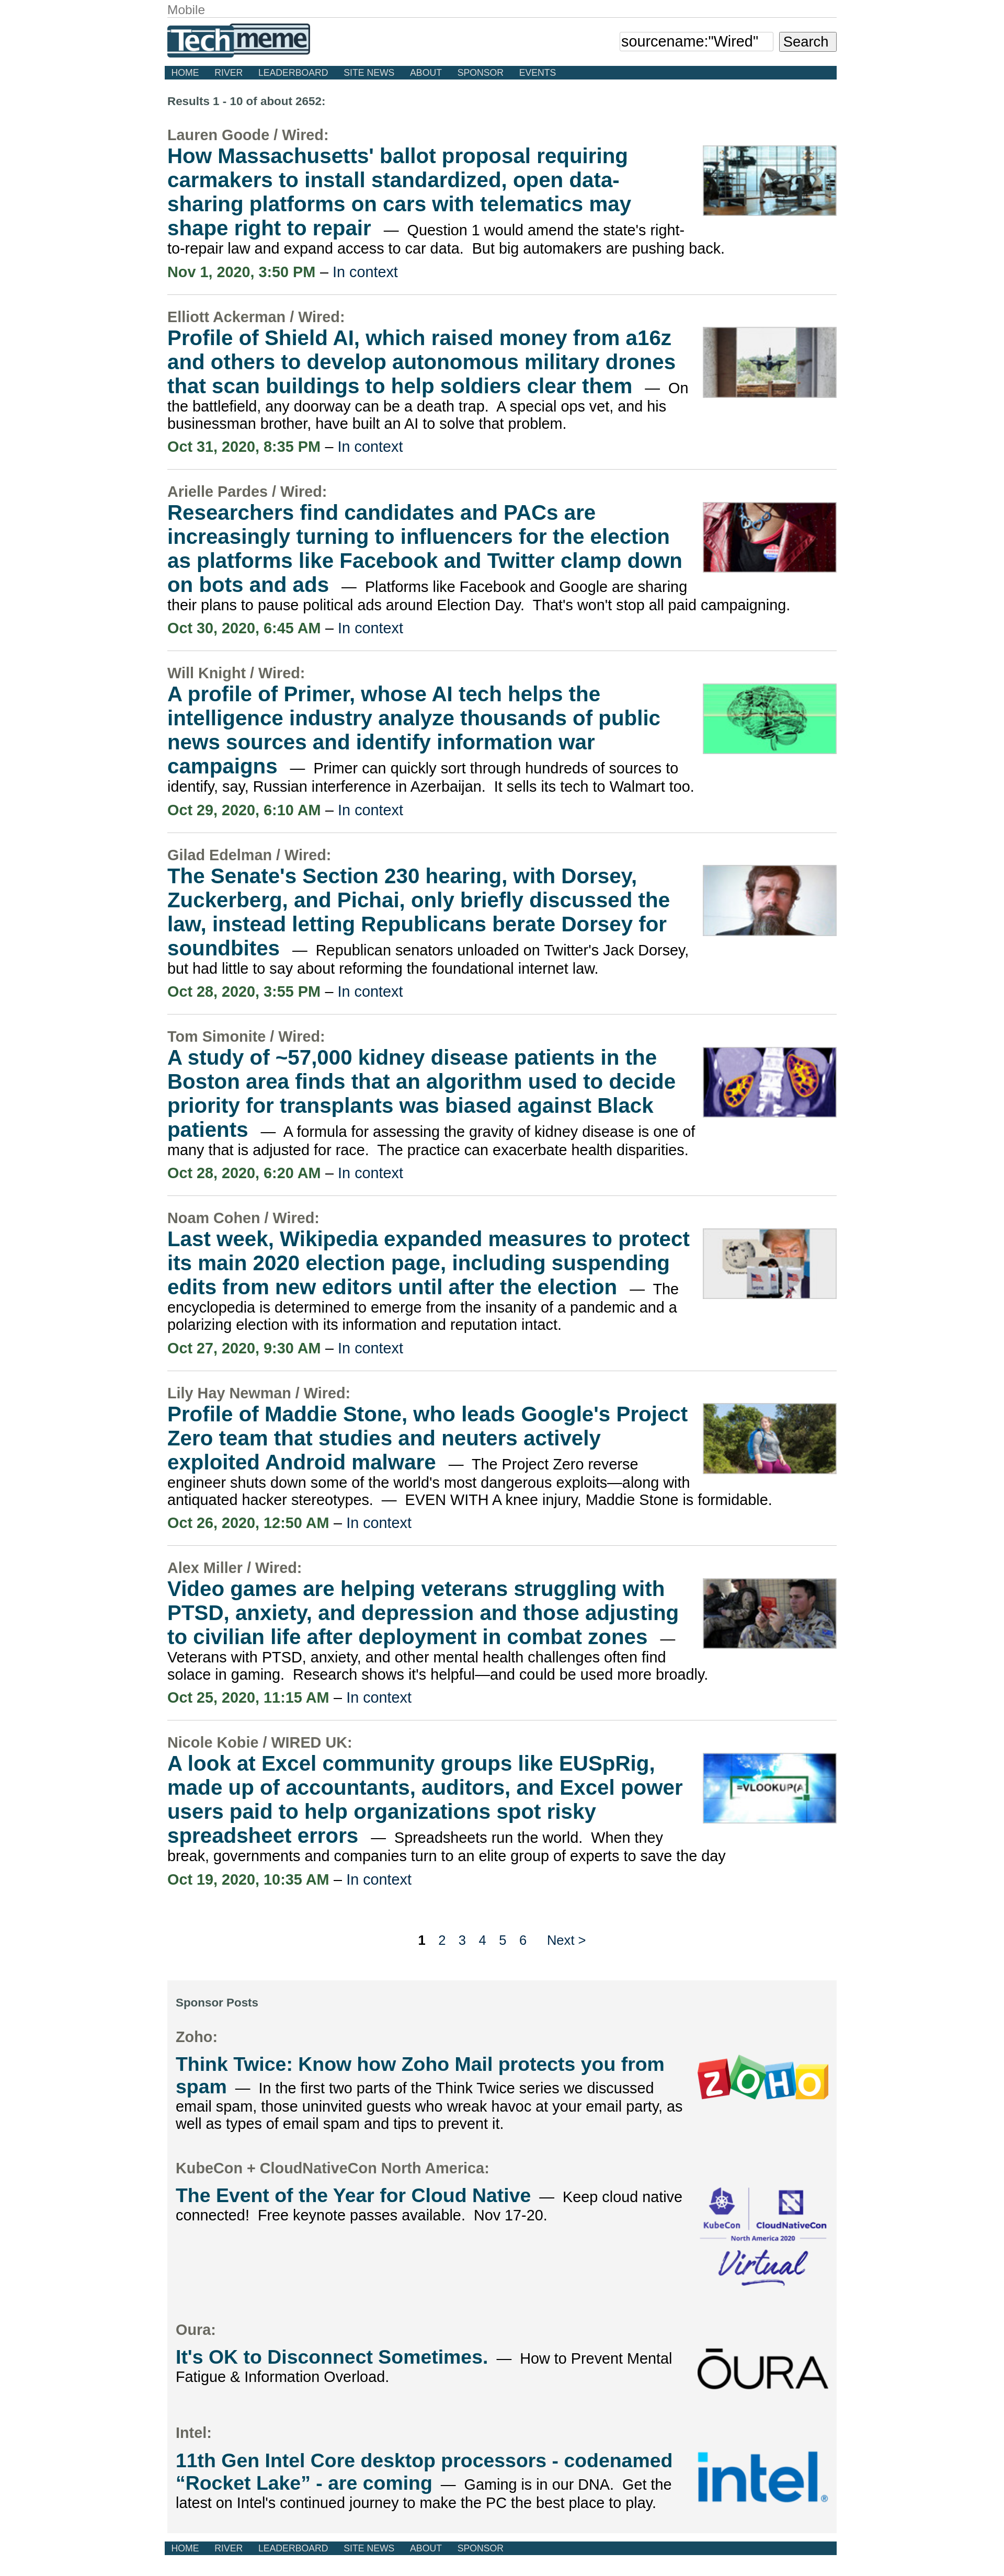 Mobile
Techmeme
sourcename:"Wired" Search
HOME RIVER LEADERBOARD SITE NEWS ABOUT SPONSOR EVENTS
Results 1 - 10 of about 2652:
Lauren Goode / Wired:
How Massachusetts' ballot proposal requiring
carmakers to install standardized, open data-
sharing platforms on cars with telematics may
shape right to repair — Question 1 would amend the state's right-
to-repair law and expand access to car data. But big automakers are pushing back.
Nov 1, 2020, 3:50 PM – In context
Elliott Ackerman / Wired:
Profile of Shield AI, which raised money from a16z
and others to develop autonomous military drones
that scan buildings to help soldiers clear them — On
the battlefield, any doorway can be a death trap. A special ops vet, and his
businessman brother, have built an AI to solve that problem.
Oct 31, 2020, 8:35 PM – In context
Arielle Pardes / Wired:
Researchers find candidates and PACs are
increasingly turning to influencers for the election
as platforms like Facebook and Twitter clamp down
on bots and ads — Platforms like Facebook and Google are sharing
their plans to pause political ads around Election Day. That's won't stop all paid campaigning.
Oct 30, 2020, 6:45 AM – In context
Will Knight / Wired:
A profile of Primer, whose AI tech helps the
intelligence industry analyze thousands of public
news sources and identify information war
campaigns — Primer can quickly sort through hundreds of sources to
identify, say, Russian interference in Azerbaijan. It sells its tech to Walmart too.
Oct 29, 2020, 6:10 AM – In context
Gilad Edelman / Wired:
The Senate's Section 230 hearing, with Dorsey,
Zuckerberg, and Pichai, only briefly discussed the
law, instead letting Republicans berate Dorsey for
soundbites — Republican senators unloaded on Twitter's Jack Dorsey,
but had little to say about reforming the foundational internet law.
Oct 28, 2020, 3:55 PM – In context
Tom Simonite / Wired:
A study of ~57,000 kidney disease patients in the
Boston area finds that an algorithm used to decide
priority for transplants was biased against Black
patients — A formula for assessing the gravity of kidney disease is one of
many that is adjusted for race. The practice can exacerbate health disparities.
Oct 28, 2020, 6:20 AM – In context
Noam Cohen / Wired:
Last week, Wikipedia expanded measures to protect
its main 2020 election page, including suspending
edits from new editors until after the election — The
encyclopedia is determined to emerge from the insanity of a pandemic and a
polarizing election with its information and reputation intact.
Oct 27, 2020, 9:30 AM – In context
Lily Hay Newman / Wired:
Profile of Maddie Stone, who leads Google's Project
Zero team that studies and neuters actively
exploited Android malware — The Project Zero reverse
engineer shuts down some of the world's most dangerous exploits—along with
antiquated hacker stereotypes. — EVEN WITH A knee injury, Maddie Stone is formidable.
Oct 26, 2020, 12:50 AM – In context
Alex Miller / Wired:
Video games are helping veterans struggling with
PTSD, anxiety, and depression and those adjusting
to civilian life after deployment in combat zones —
Veterans with PTSD, anxiety, and other mental health challenges often find
solace in gaming. Research shows it's helpful—and could be used more broadly.
Oct 25, 2020, 11:15 AM – In context
Nicole Kobie / WIRED UK:
A look at Excel community groups like EUSpRig,
made up of accountants, auditors, and Excel power
users paid to help organizations spot risky
spreadsheet errors — Spreadsheets run the world. When they
break, governments and companies turn to an elite group of experts to save the day
=VLOOKUP(A
Oct 19, 2020, 10:35 AM – In context
1 2 3 4 5 6 Next >
Sponsor Posts
Zoho:
Think Twice: Know how Zoho Mail protects you from
spam — In the first two parts of the Think Twice series we discussed
email spam, those uninvited guests who wreak havoc at your email party, as
well as types of email spam and tips to prevent it.
ZOHO
KubeCon + CloudNativeCon North America:
The Event of the Year for Cloud Native — Keep cloud native
connected! Free keynote passes available. Nov 17-20.
KubeCon CloudNativeCon
North America 2020
Virtual
Oura:
It's OK to Disconnect Sometimes. — How to Prevent Mental
Fatigue & Information Overload.
ŌURA
Intel:
11th Gen Intel Core desktop processors - codenamed
“Rocket Lake” - are coming — Gaming is in our DNA. Get the
latest on Intel's continued journey to make the PC the best place to play.
intel®
HOME RIVER LEADERBOARD SITE NEWS ABOUT SPONSOR